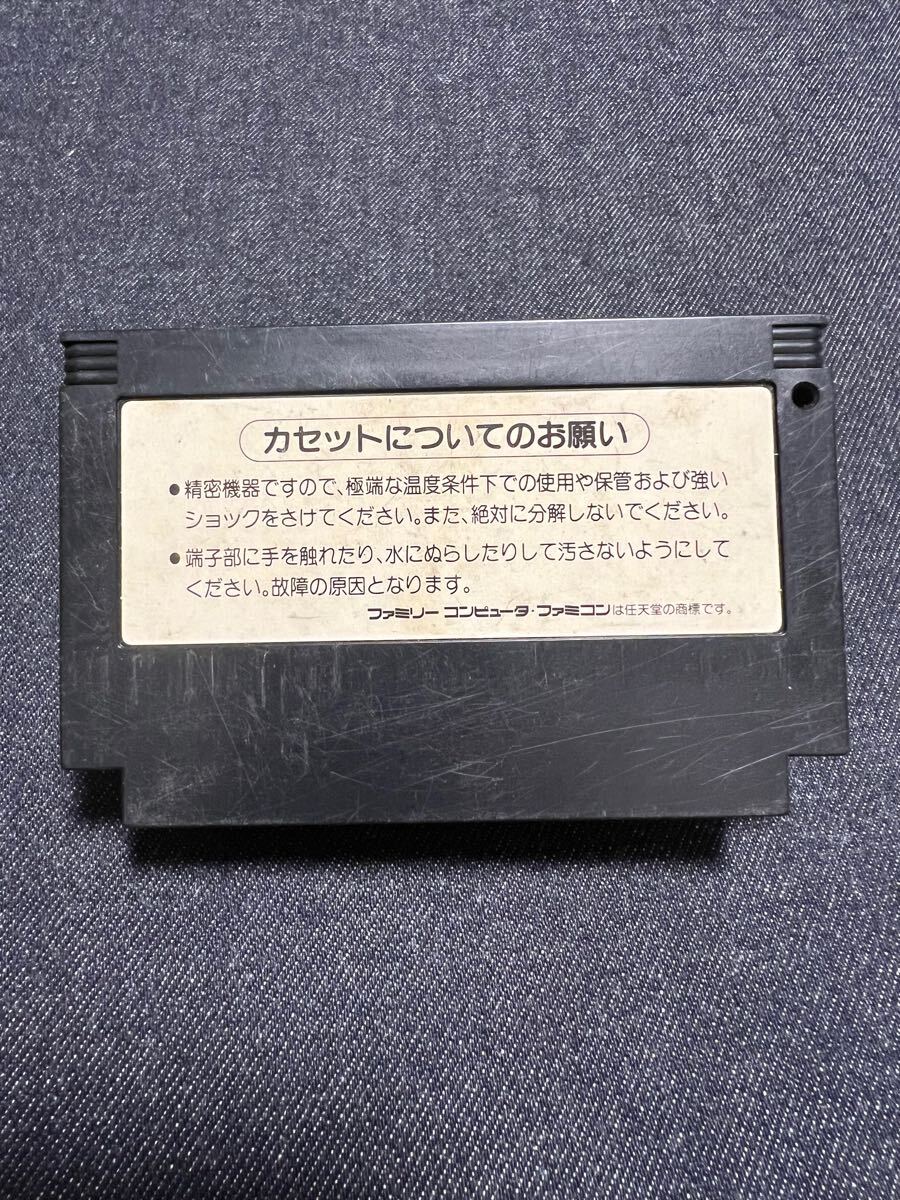 カセットについてのお願い
●精密機器ですので、極端な温度条件下での使用や保管および強い
ショックをさけてください。また、絶対に分解しないでください。
●端子部に手を触れたり、水にぬらしたりして汚さないようにして
ください。故障の原因となります。
ファミリー コンピュータ・ファミコンは任天堂の商標です。